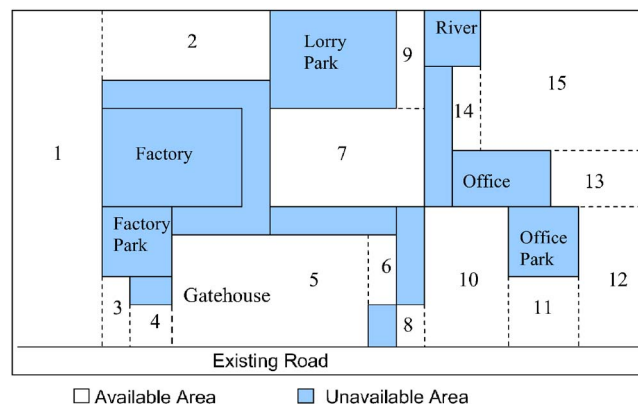 2
Lorry
Park
9
River
15
14
1
Factory
7
Office
13
Factory
Park
Gatehouse
5
6
10
Office
Park
12
3
4
8
11
Existing Road
Available Area
Unavailable Area